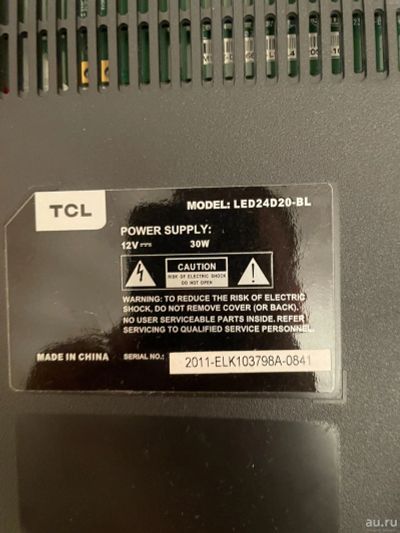 TCL
MODEL: LED24D20-BL
POWER SUPPLY:
12V 30W
CAUTION
RISK OF ELECTRIC SHOCK
DO NOT OPEN
WARNING: TO REDUCE THE RISK OF ELECTRIC
SHOCK, DO NOT REMOVE COVER (OR BACK).
NO USER SERVICEABLE PARTS INSIDE. REFER
SERVICING TO QUALIFIED SERVICE PERSONNEL.
MADE IN CHINA SERIAL NO.: 2011-ELK103798A-0841
au.ru